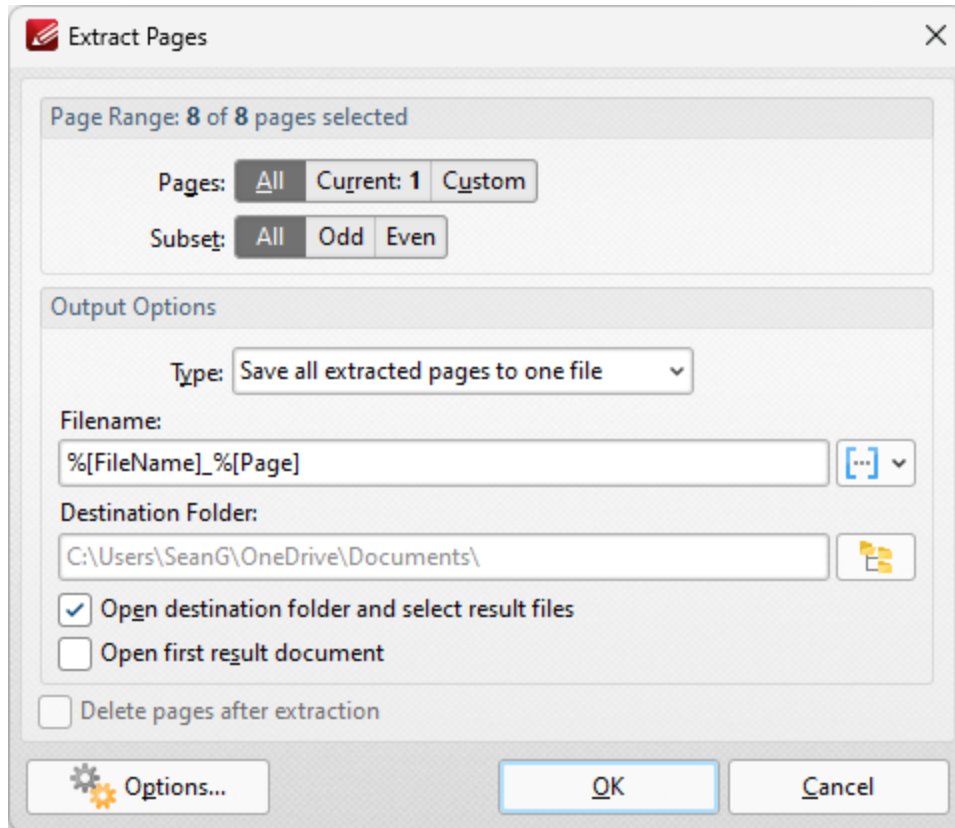 Extract Pages
Page Range: 8 of 8 pages selected
Pages: All Current: 1 Custom
Subset: All Odd Even
Output Options
Type: Save all extracted pages to one file
Filename:
%[FileName]_%[Page]
Destination Folder:
C:\Users\SeanG\OneDrive\Documents\
Open destination folder and select result files
Open first result document
Delete pages after extraction
Options... OK Cancel